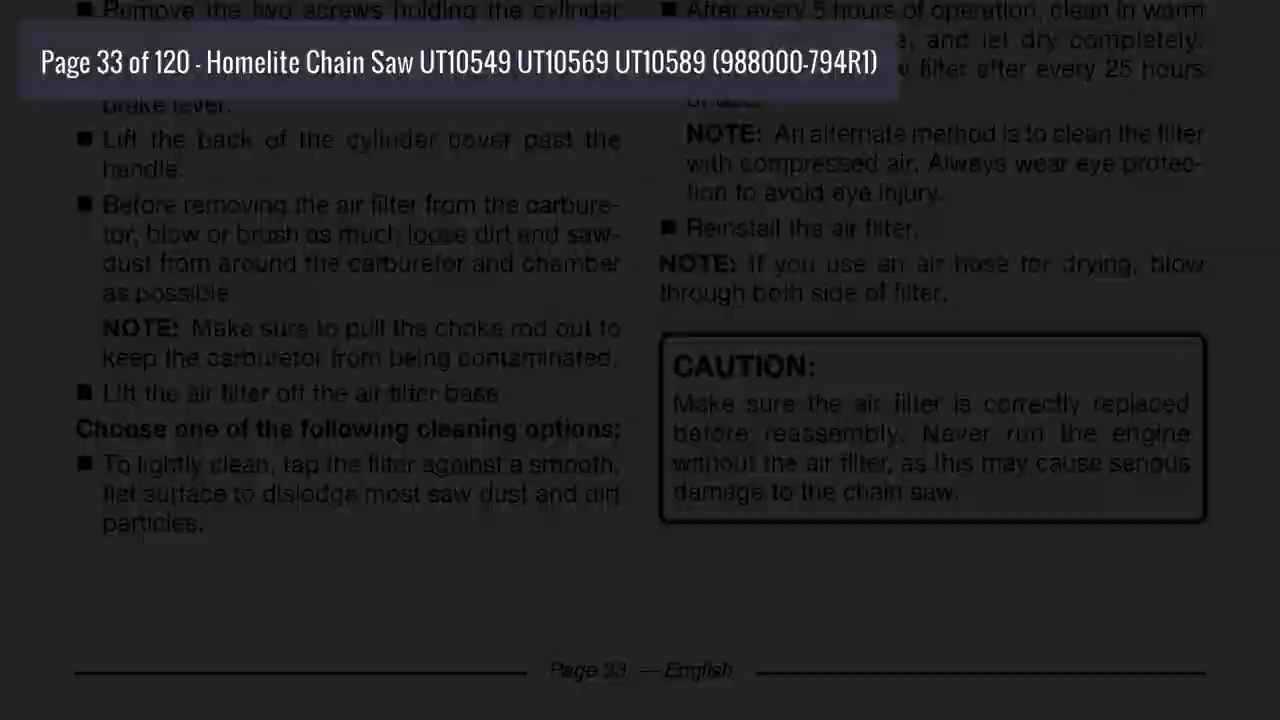 Page 33 of 120 - Homelite Chain Saw UT10549 UT10569 UT10589 (988000-794R1)
■ Remove the two screws holding the cylinder
brake lever.
■ Lift the back of the cylinder cover past the
handle.
■ Before removing the air filter from the carbure-
tor, blow or brush as much loose dirt and saw-
dust from around the carburetor and chamber
as possible.
NOTE: Make sure to pull the choke rod out to
keep the carburetor from being contaminated.
■ Lift the air filter off the air filter base.
Choose one of the following cleaning options:
■ To lightly clean, tap the filter against a smooth,
flat surface to dislodge most saw dust and dirt
particles.
■ After every 5 hours of operation, clean in warm
and let dry completely.
filter after every 25 hours
of use.
NOTE: An alternate method is to clean the filter
with compressed air. Always wear eye protec-
tion to avoid eye injury.
■ Reinstall the air filter.
NOTE: If you use an air hose for drying, blow
through both side of filter.
CAUTION:
Make sure the air filter is correctly replaced
before reassembly. Never run the engine
without the air filter, as this may cause serious
damage to the chain saw.
Page 33 — English